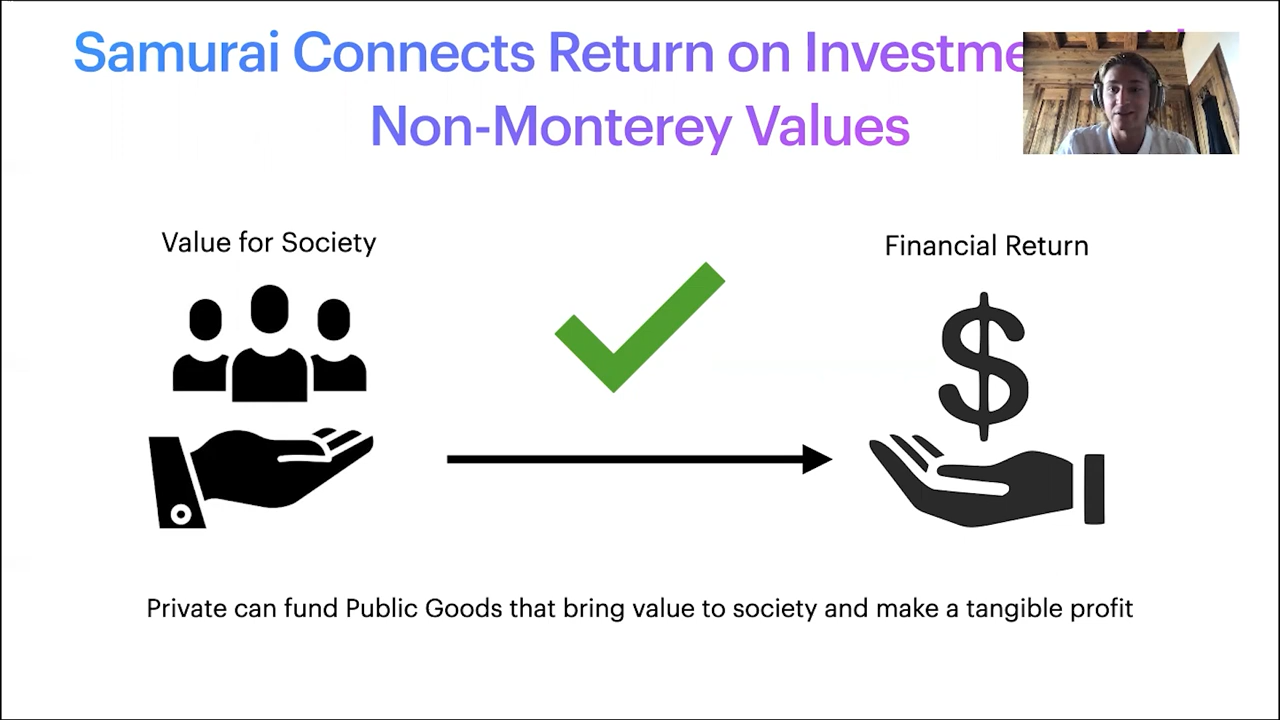 Samurai Connects Return on
Non-Monterey Values
Value for Society
Financial Return
$
Private can fund Public Goods that bring value to society and make a tangible profit